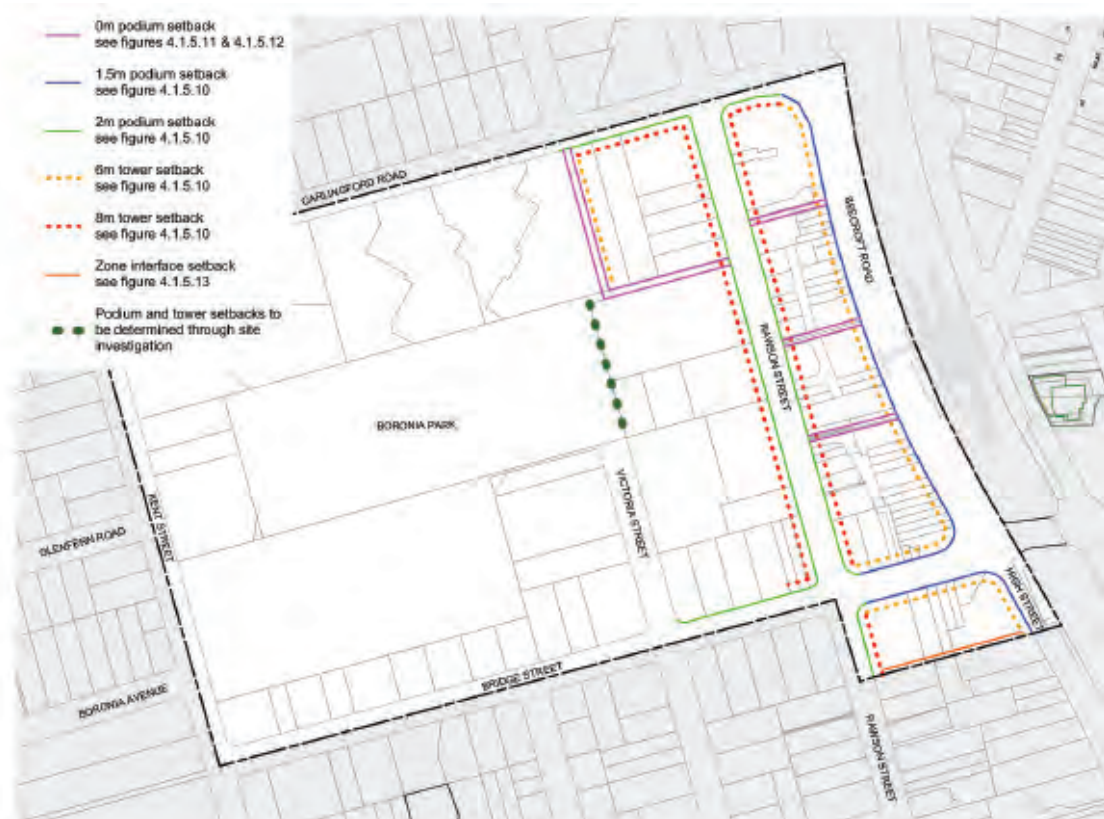 0m podium setback
see figures 4.1.5.11 & 4.1.5.12
1.5m podium setback
see figure 4.1.5.10
2m podium setback
see figure 4.1.5.10
6m tower setback
see figure 4.1.5.10
8m tower setback
see figure 4.1.5.10
Zone interface setback
see figure 4.1.5.13
Podium and tower setbacks to
be determined through site
investigation
CARLINGFORD ROAD
BEECROFT ROAD
RAWSON STREET
BORONIA PARK
VICTORIA STREET
KENT STREET
GLENFERN ROAD
HIGH STREET
BRIDGE STREET
BORONIA AVENUE
RAWSON STREET